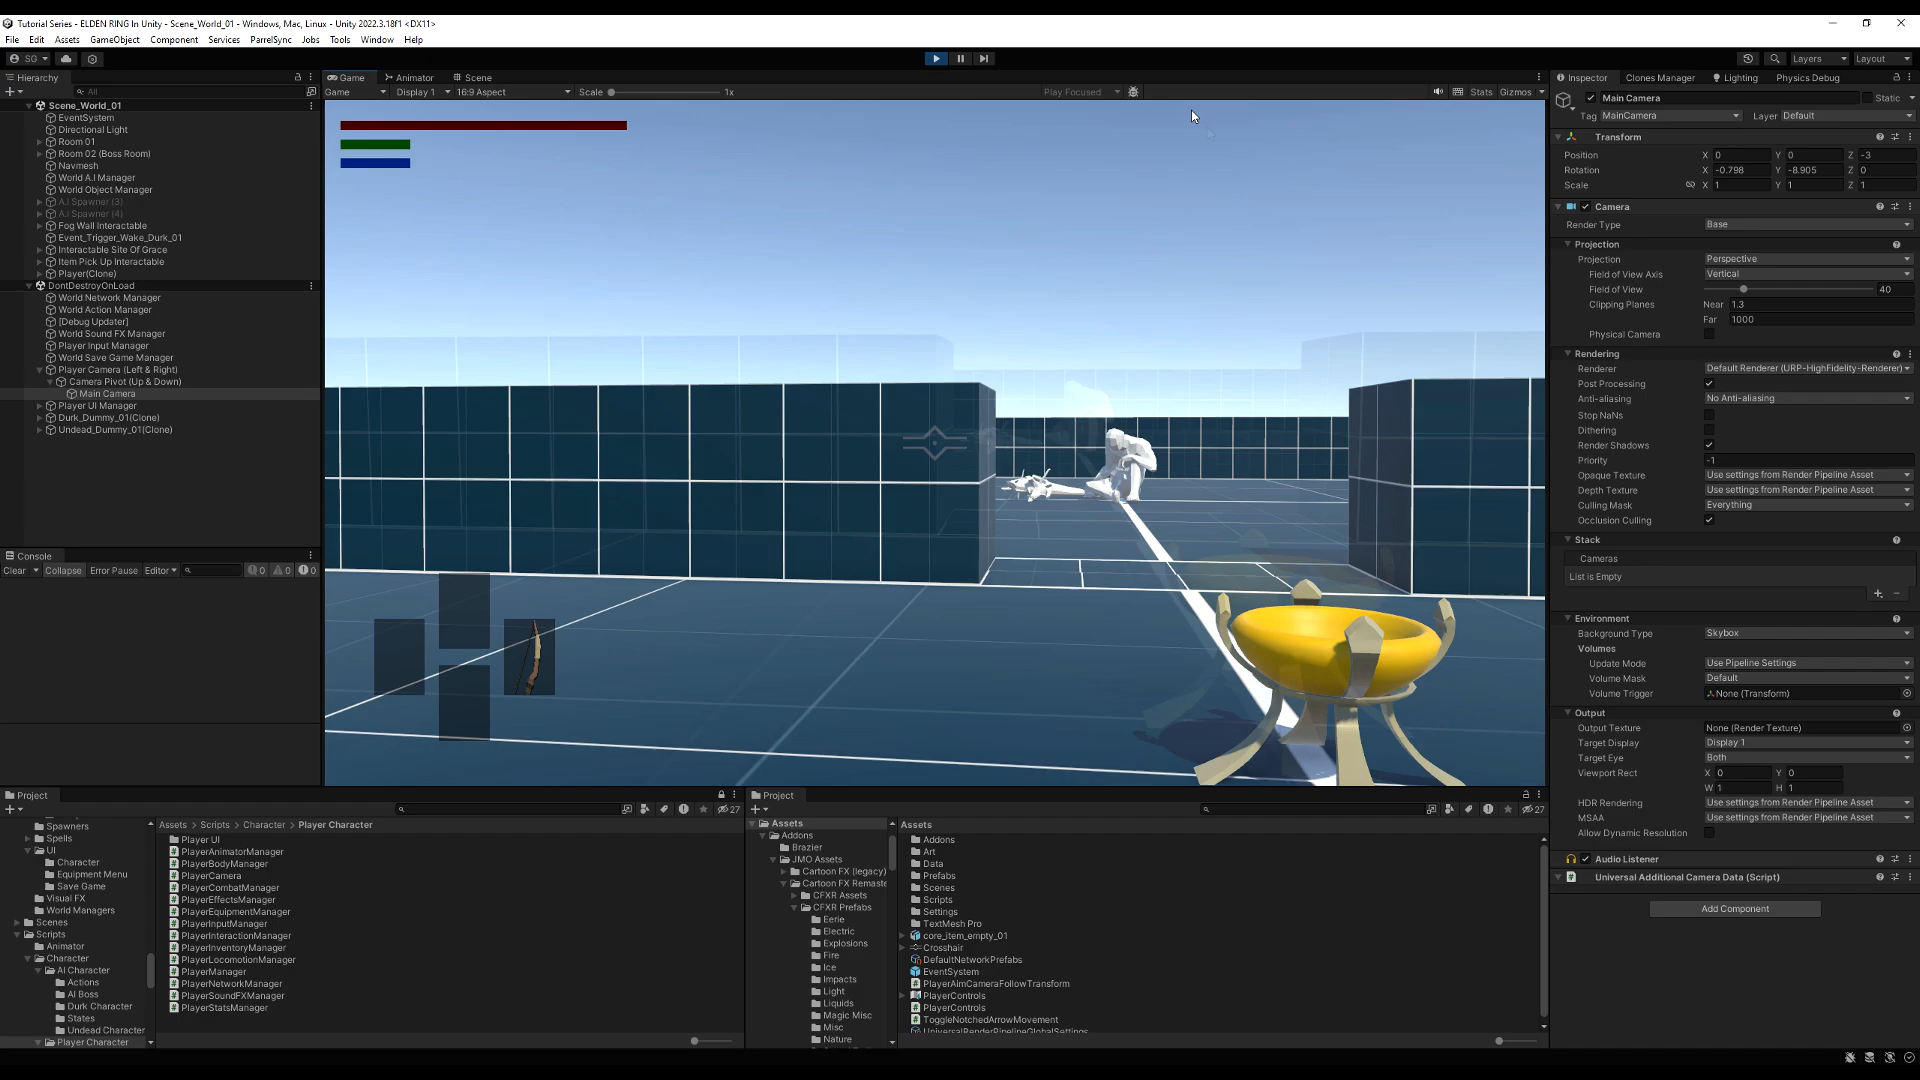 Tutorial Series - ELDEN RING In Unity - Scene_World_01 - Windows, Mac, Linux - Unity 2022.3.18f1 <DX11>
File Edit Assets GameObject Component Services ParrelSync Jobs Tools Window Help
SG
Layers Layout
Hierarchy
All
Scene_World_01
EventSystem
Directional Light
Room 01
Room 02 (Boss Room)
Navmesh
World A.I Manager
World Object Manager
A.I Spawner (3)
A.I Spawner (4)
Fog Wall Interactable
Event_Trigger_Wake_Durk_01
Interactable Site Of Grace
Item Pick Up Interactable
Player(Clone)
DontDestroyOnLoad
World Network Manager
World Action Manager
[Debug Updater]
World Sound FX Manager
Player Input Manager
World Save Game Manager
Player Camera (Left & Right)
Camera Pivot (Up & Down)
Main Camera
Player UI Manager
Durk_Dummy_01(Clone)
Undead_Dummy_01(Clone)
Console
Clear Collapse Error Pause Editor 0 0 0
Game Animator Scene
Game Display 1 16:9 Aspect Scale 1x Play Focused Stats Gizmos
Inspector Clones Manager Lighting Physics Debug
Main Camera Static
Tag MainCamera Layer Default
Transform
Position X 0 Y 0 Z -3
Rotation X -0.798 Y -8.905 Z 0
Scale X 1 Y 1 Z 1
Camera
Render Type Base
Projection
Projection Perspective
Field of View Axis Vertical
Field of View 40
Clipping Planes Near 1.3
Far 1000
Physical Camera
Rendering
Renderer Default Renderer (URP-HighFidelity-Renderer)
Post Processing
Anti-aliasing No Anti-aliasing
Stop NaNs
Dithering
Render Shadows
Priority -1
Opaque Texture Use settings from Render Pipeline Asset
Depth Texture Use settings from Render Pipeline Asset
Culling Mask Everything
Occlusion Culling
Stack
Cameras
List is Empty
Environment
Background Type Skybox
Volumes
Update Mode Use Pipeline Settings
Volume Mask Default
Volume Trigger None (Transform)
Output
Output Texture None (Render Texture)
Target Display Display 1
Target Eye Both
Viewport Rect X 0 Y 0
W 1 H 1
HDR Rendering Use settings from Render Pipeline Asset
MSAA Use settings from Render Pipeline Asset
Allow Dynamic Resolution
Audio Listener
Universal Additional Camera Data (Script)
Add Component
Project
27
Spawners
Spells
UI
Character
Equipment Menu
Save Game
Visual FX
World Managers
Scenes
Scripts
Animator
Character
AI Character
Actions
AI Boss
Durk Character
States
Undead Character
Player Character
Assets > Scripts > Character > Player Character
Player UI
PlayerAnimatorManager
PlayerBodyManager
PlayerCamera
PlayerCombatManager
PlayerEffectsManager
PlayerEquipmentManager
PlayerInputManager
PlayerInteractionManager
PlayerInventoryManager
PlayerLocomotionManager
PlayerManager
PlayerNetworkManager
PlayerSoundFXManager
PlayerStatsManager
Project
27
Assets
Addons
Brazier
JMO Assets
Cartoon FX (legacy)
Cartoon FX Remaste
CFXR Assets
CFXR Prefabs
Eerie
Electric
Explosions
Fire
Ice
Impacts
Light
Liquids
Magic Misc
Misc
Nature
Assets
Addons
Art
Data
Prefabs
Scenes
Scripts
Settings
TextMesh Pro
core_item_empty_01
Crosshair
DefaultNetworkPrefabs
EventSystem
PlayerAimCameraFollowTransform
PlayerControls
PlayerControls
ToggleNotchedArrowMovement
UniversalRenderPipelineGlobalSettings